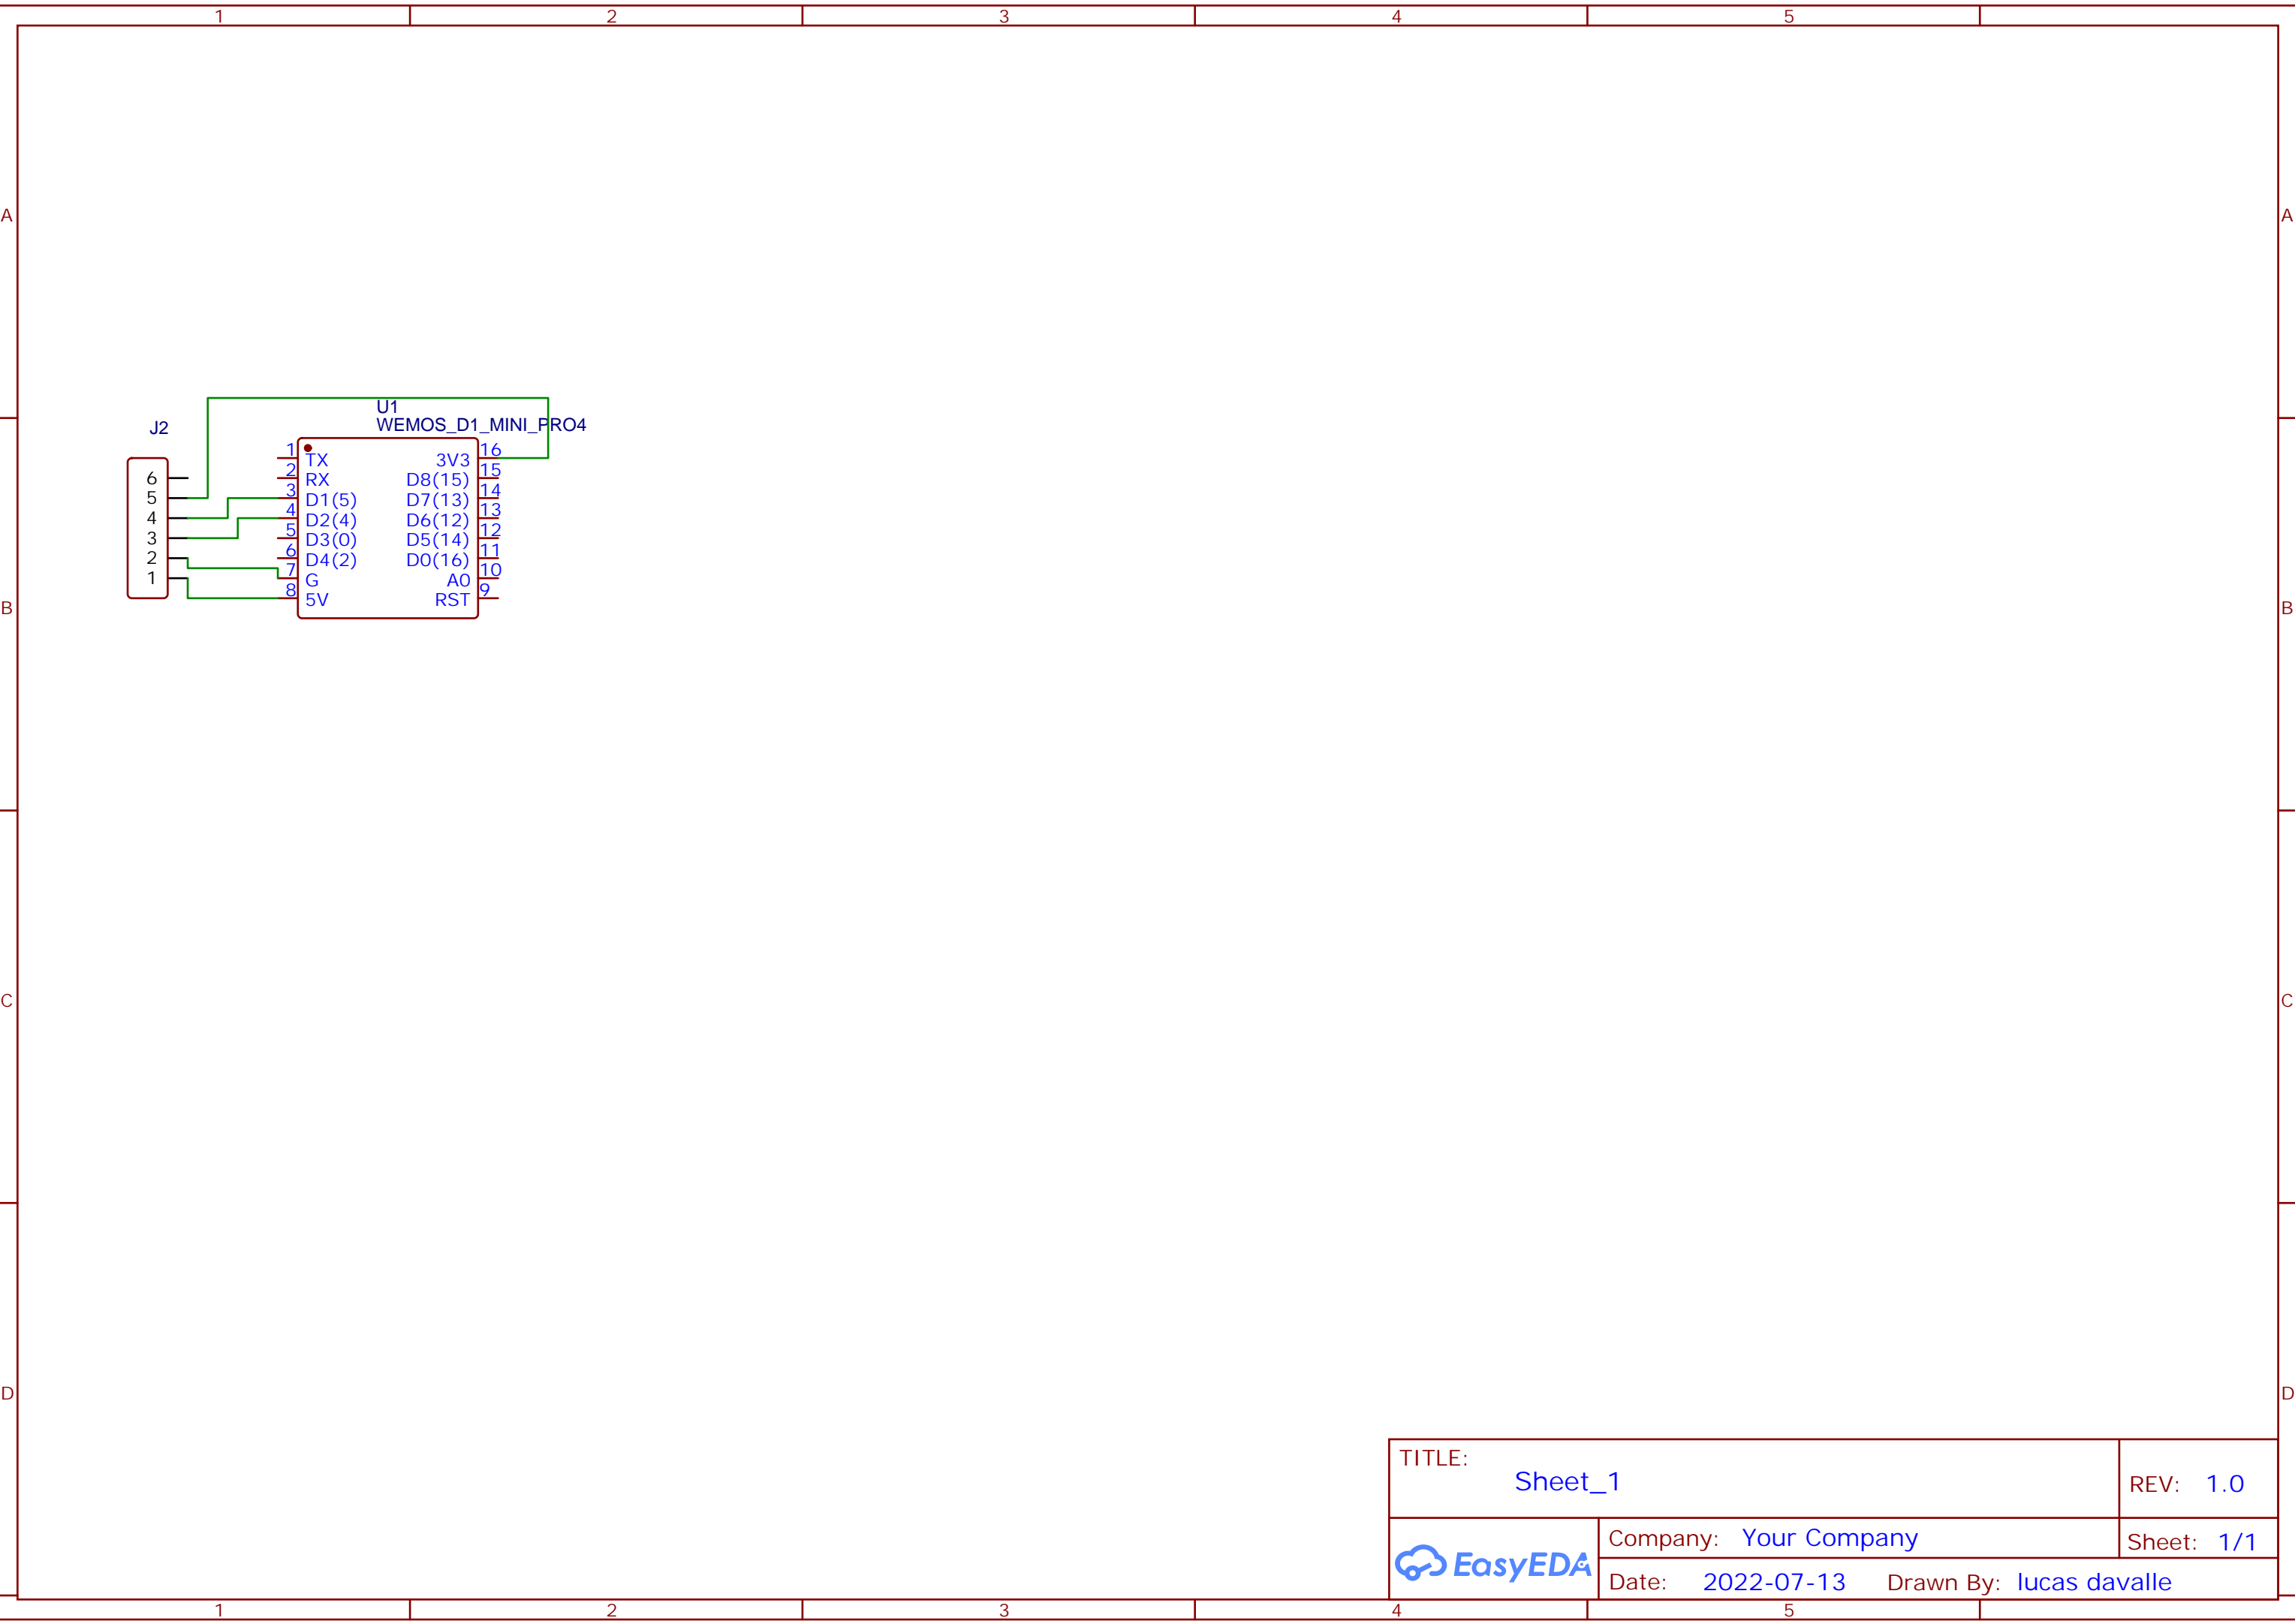 1 2 3 4 5
A A
J2
U1
WEMOS_D1_MINI_PRO4
6
5
4
3
2
1
1 TX 3V3 16
2 RX D8(15) 15
3 D1(5) D7(13) 14
4 D2(4) D6(12) 13
5 D3(0) D5(14) 12
6 D4(2) D0(16) 11
7 G A0 10
8 5V RST 9
B B
C C
D D
TITLE:
Sheet_1
REV: 1.0
EasyEDA
Company: Your Company
Sheet: 1/1
Date: 2022-07-13 Drawn By: lucas davalle
1 2 3 4 5